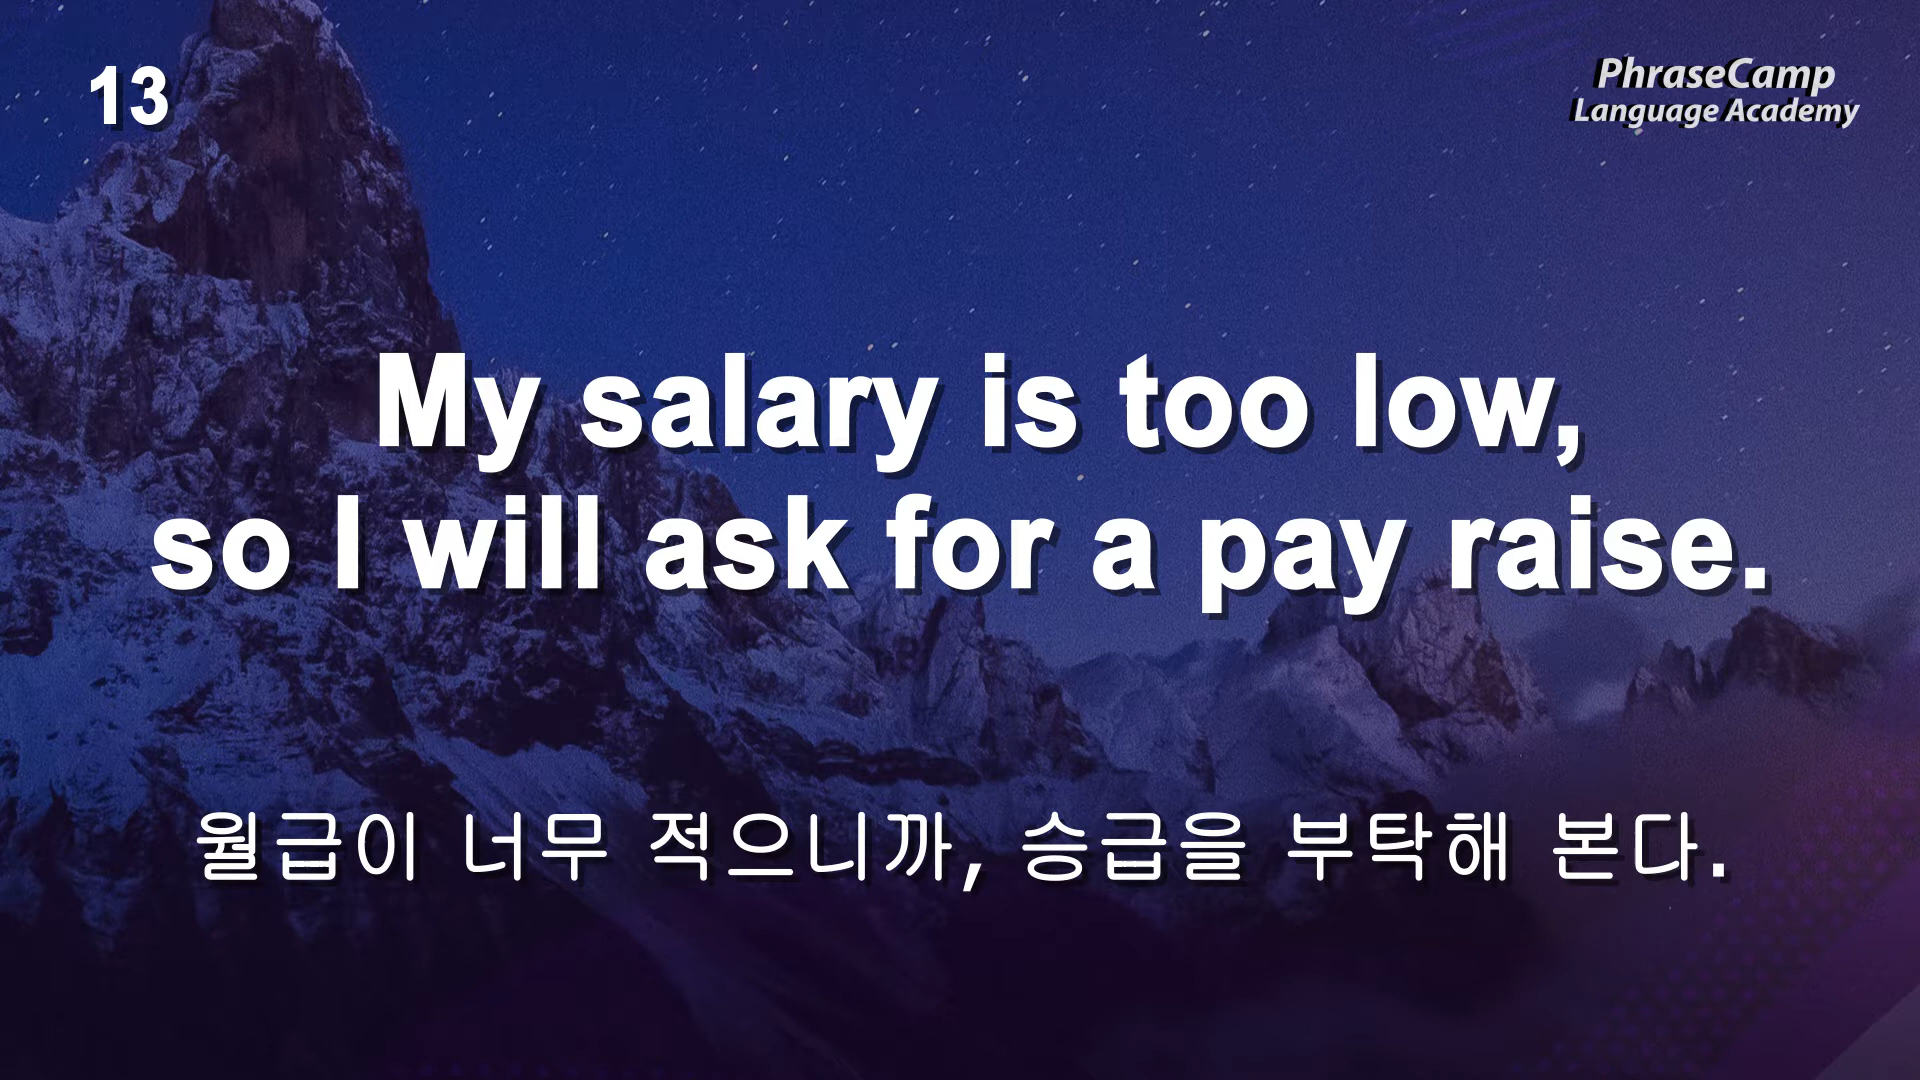 13
PhraseCamp
Language Academy
My salary is too low,
so I will ask for a pay raise.
월급이 너무 적으니까, 승급을 부탁해 본다.